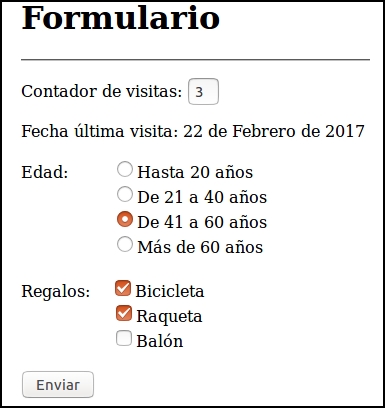 Formulario
Contador de visitas: 3
Fecha última visita: 22 de Febrero de 2017
Edad: Hasta 20 años
De 21 a 40 años
De 41 a 60 años
Más de 60 años
Regalos: Bicicleta
Raqueta
Balón
Enviar